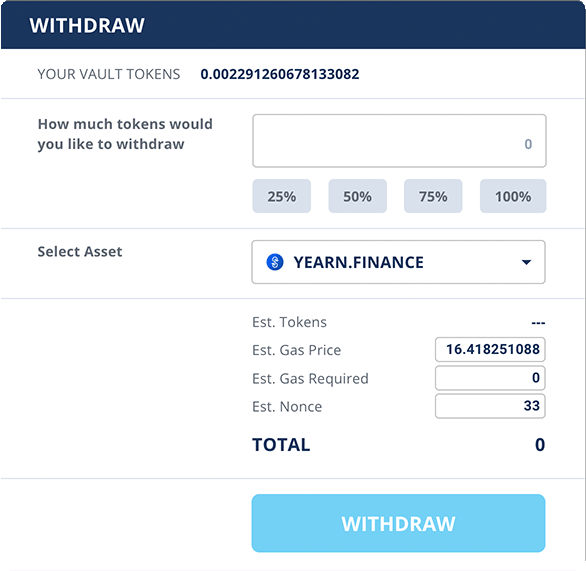 WITHDRAW
YOUR VAULT TOKENS 0.002291260678133082
How much tokens would
you like to withdraw
0
25% 50% 75% 100%
Select Asset
YEARN.FINANCE
Est. Tokens ---
Est. Gas Price 16.418251088
Est. Gas Required 0
Est. Nonce 33
TOTAL 0
WITHDRAW